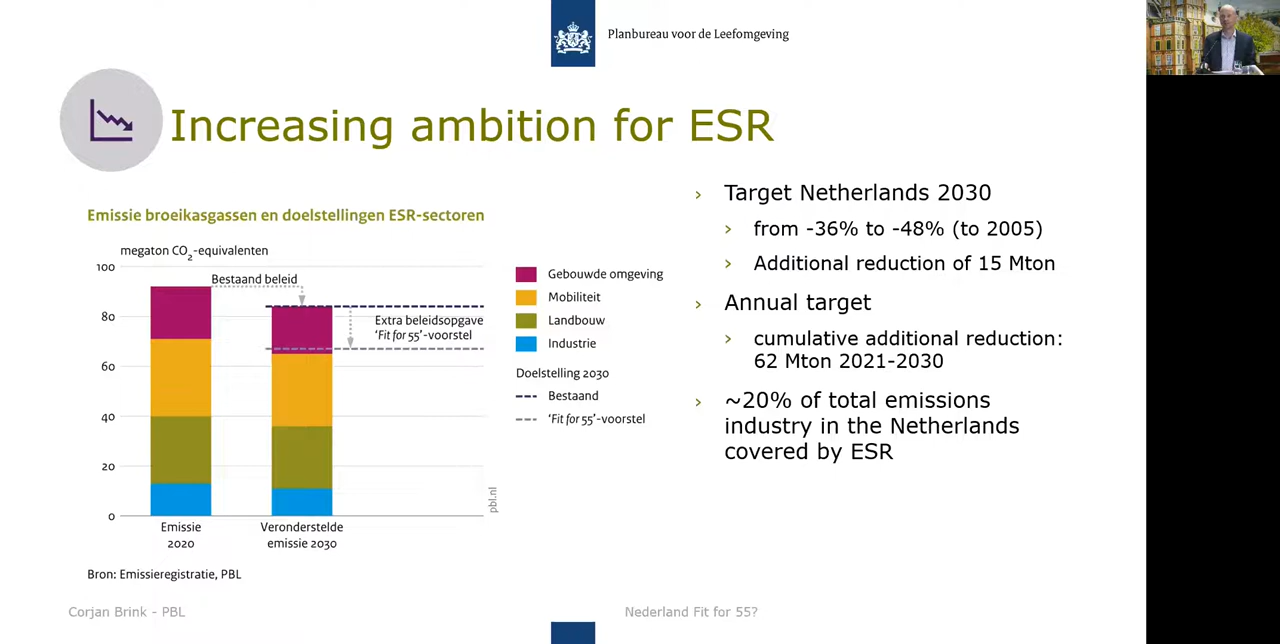 Planbureau voor de Leefomgeving
Increasing ambition for ESR
Emissie broeikasgassen en doelstellingen ESR-sectoren
megaton CO2-equivalenten
100
80
60
40
20
0
Bestaand beleid
Extra beleidsopgave
'Fit for 55'-voorstel
Emissie
2020
Veronderstelde
emissie 2030
Gebouwde omgeving
Mobiliteit
Landbouw
Industrie
Doelstelling 2030
Bestaand
'Fit for 55'-voorstel
pbl.nl
Bron: Emissieregistratie, PBL
› Target Netherlands 2030
› from -36% to -48% (to 2005)
› Additional reduction of 15 Mton
› Annual target
› cumulative additional reduction:
62 Mton 2021-2030
› ~20% of total emissions
industry in the Netherlands
covered by ESR
Corjan Brink - PBL
Nederland Fit for 55?